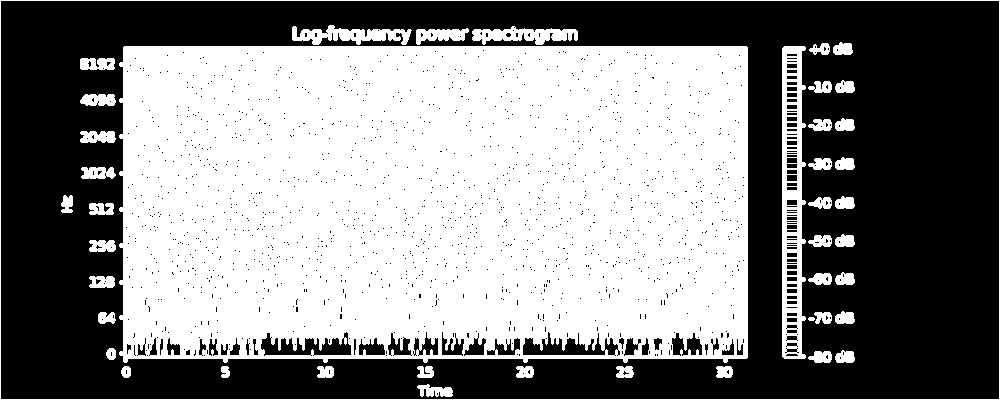 Log-frequency power spectrogram
+0 dB
8192
-10 dB
4096
-20 dB
2048
-30 dB
1024
Hz
512
-40 dB
256
-50 dB
128
-60 dB
64
-70 dB
0
-80 dB
0 5 10 15 20 25 30
Time